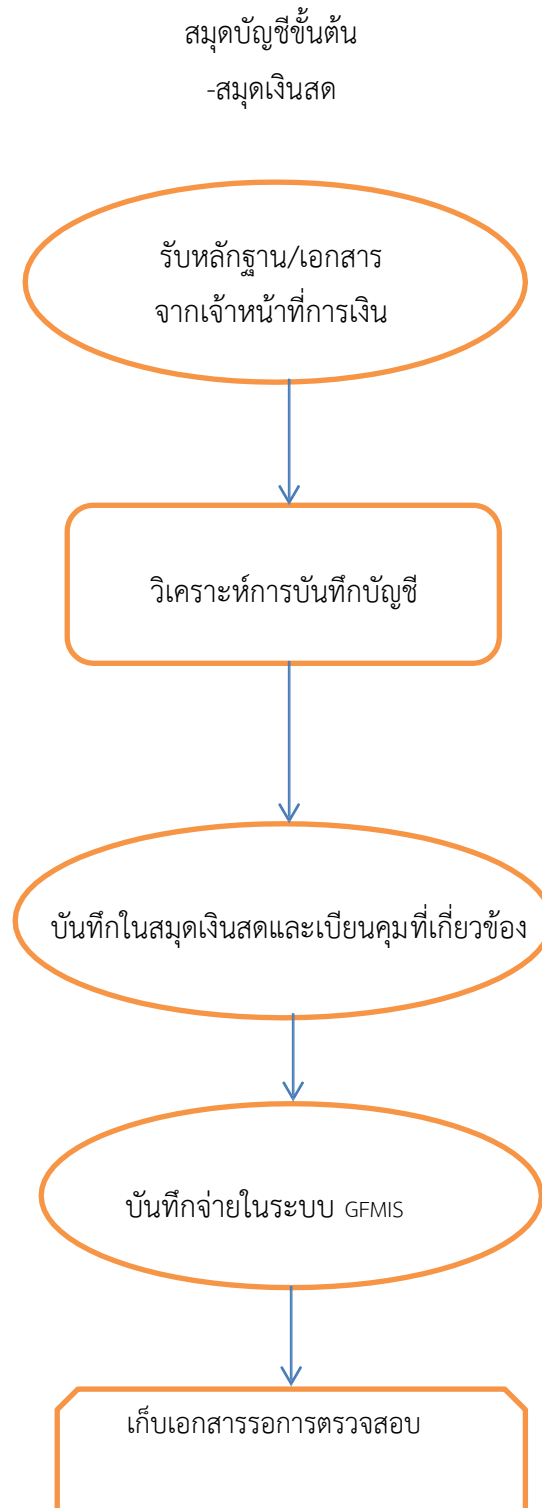 สมุดบัญชีขั้นต้น
-สมุดเงินสด
รับหลักฐาน/เอกสาร
จากเจ้าหน้าที่การเงิน
วิเคราะห์การบันทึกบัญชี
บันทึกในสมุดเงินสดและเบียนคุมที่เกี่ยวข้อง
บันทึกจ่ายในระบบ GFMIS
เก็บเอกสารรอการตรวจสอบ